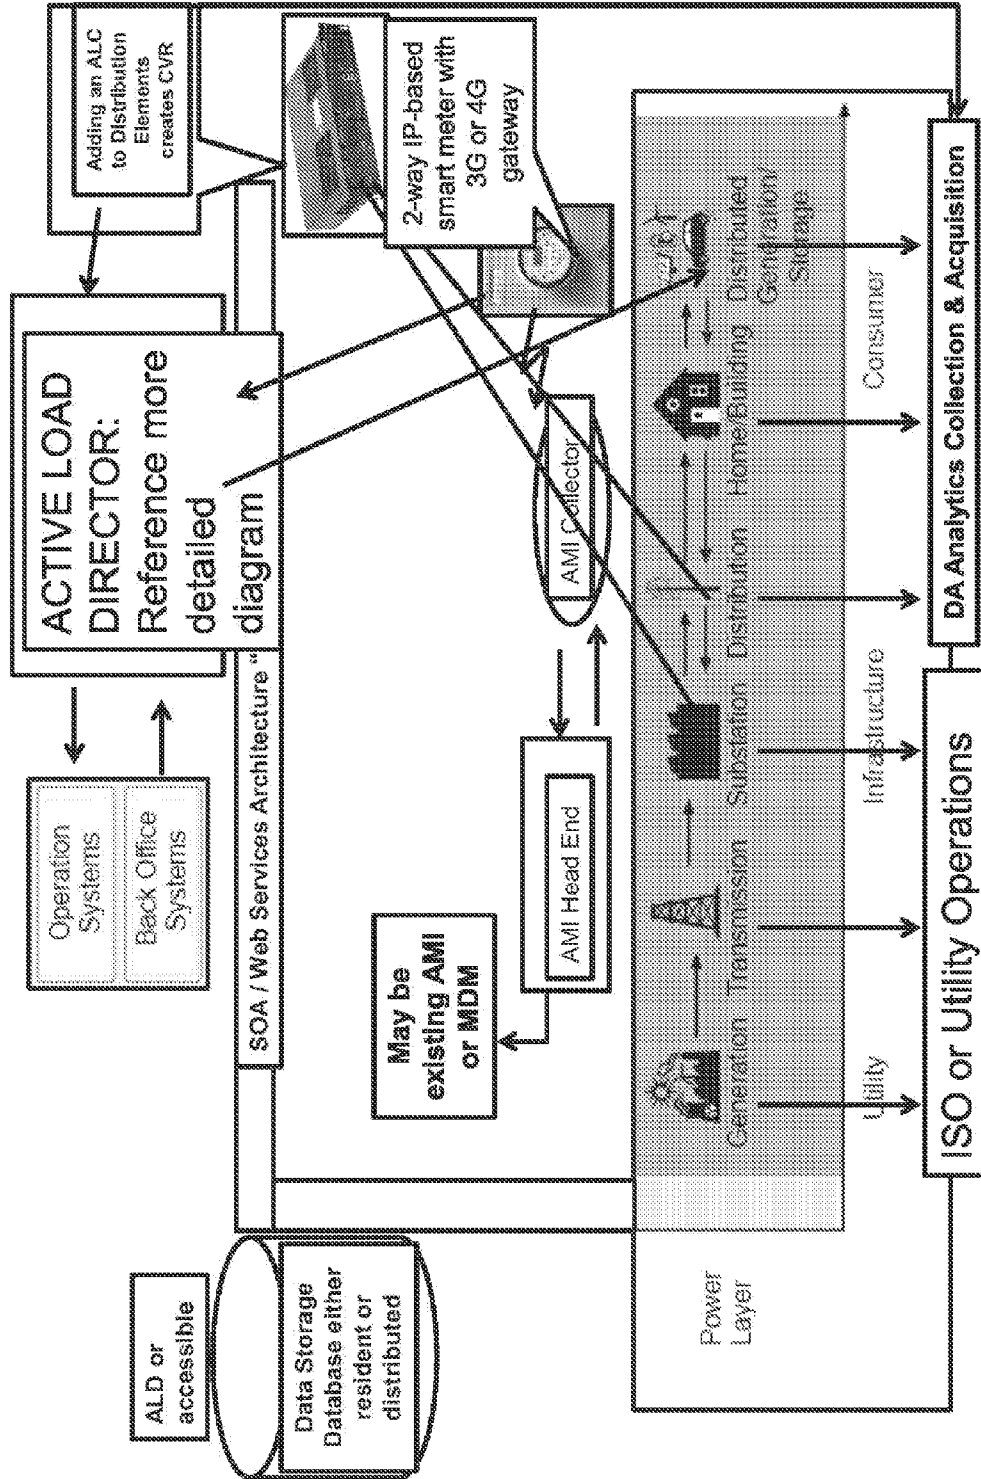 ALD or
accessible
Data Storage
Database either
resident or
distributed
Operation
Systems
Back Office
Systems
ACTIVE LOAD
DIRECTOR:
Reference more
detailed
diagram
Adding an ALC
to Distribution
Elements
creates CVR
SOA / Web Services Architecture "
May be
existing AMI
or MDM
AMI Head End
AMI Collector
2-way IP-based
smart meter with
3G or 4G
gateway
Power
Layer
Generation
Transmission
Substation
Distribution
Home/Building
Distributed
Generation/
Storage
Utility
Infrastructure
Consumer
ISO or Utility Operations
DA Analytics Collection & Acquisition